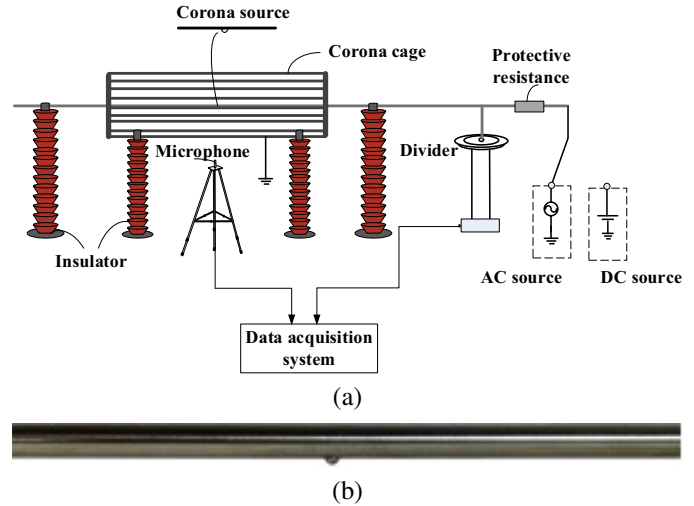 Corona source
Corona cage
Protective
resistance
Microphone
Divider
Insulator
AC source
DC source
Data acquisition
system
(a)
(b)